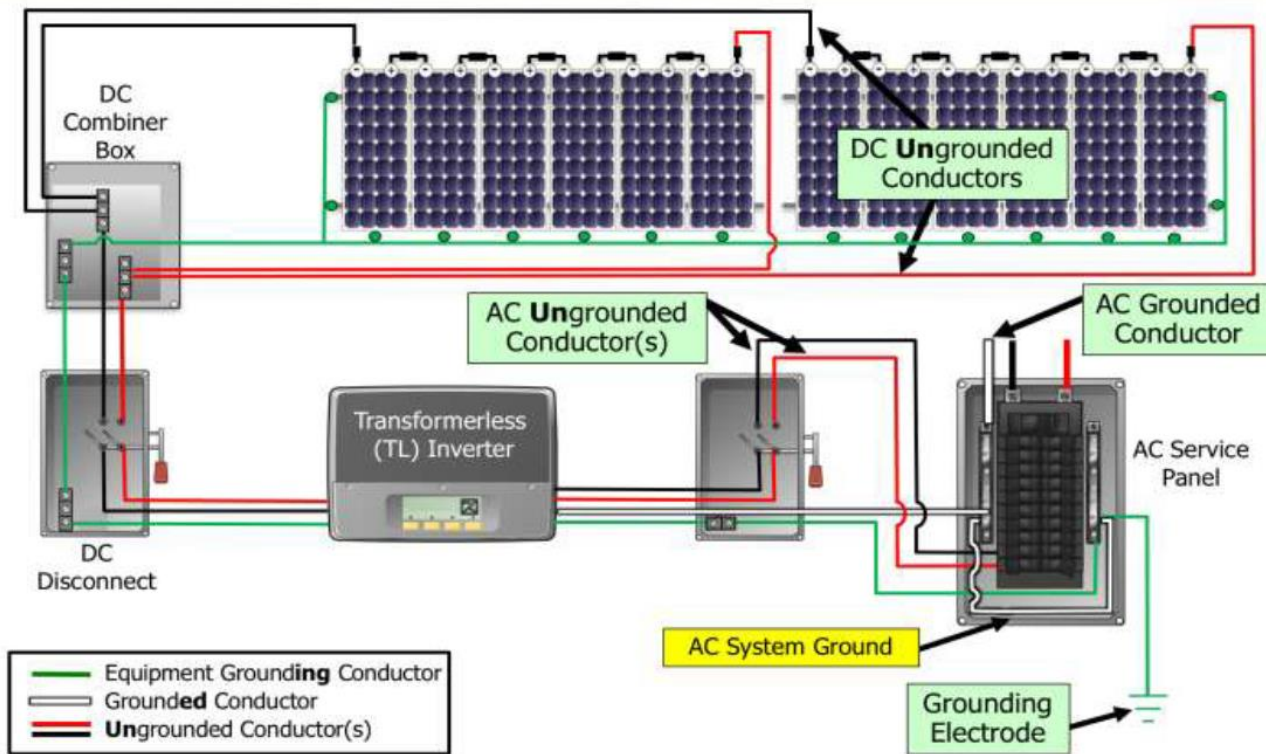 DC
Combiner
Box
DC Ungrounded
Conductors
AC Ungrounded
Conductor(s)
AC Grounded
Conductor
Transformerless
(TL) Inverter
AC Service
Panel
DC
Disconnect
AC System Ground
Grounding
Electrode
Equipment Grounding Conductor
Grounded Conductor
Ungrounded Conductor(s)